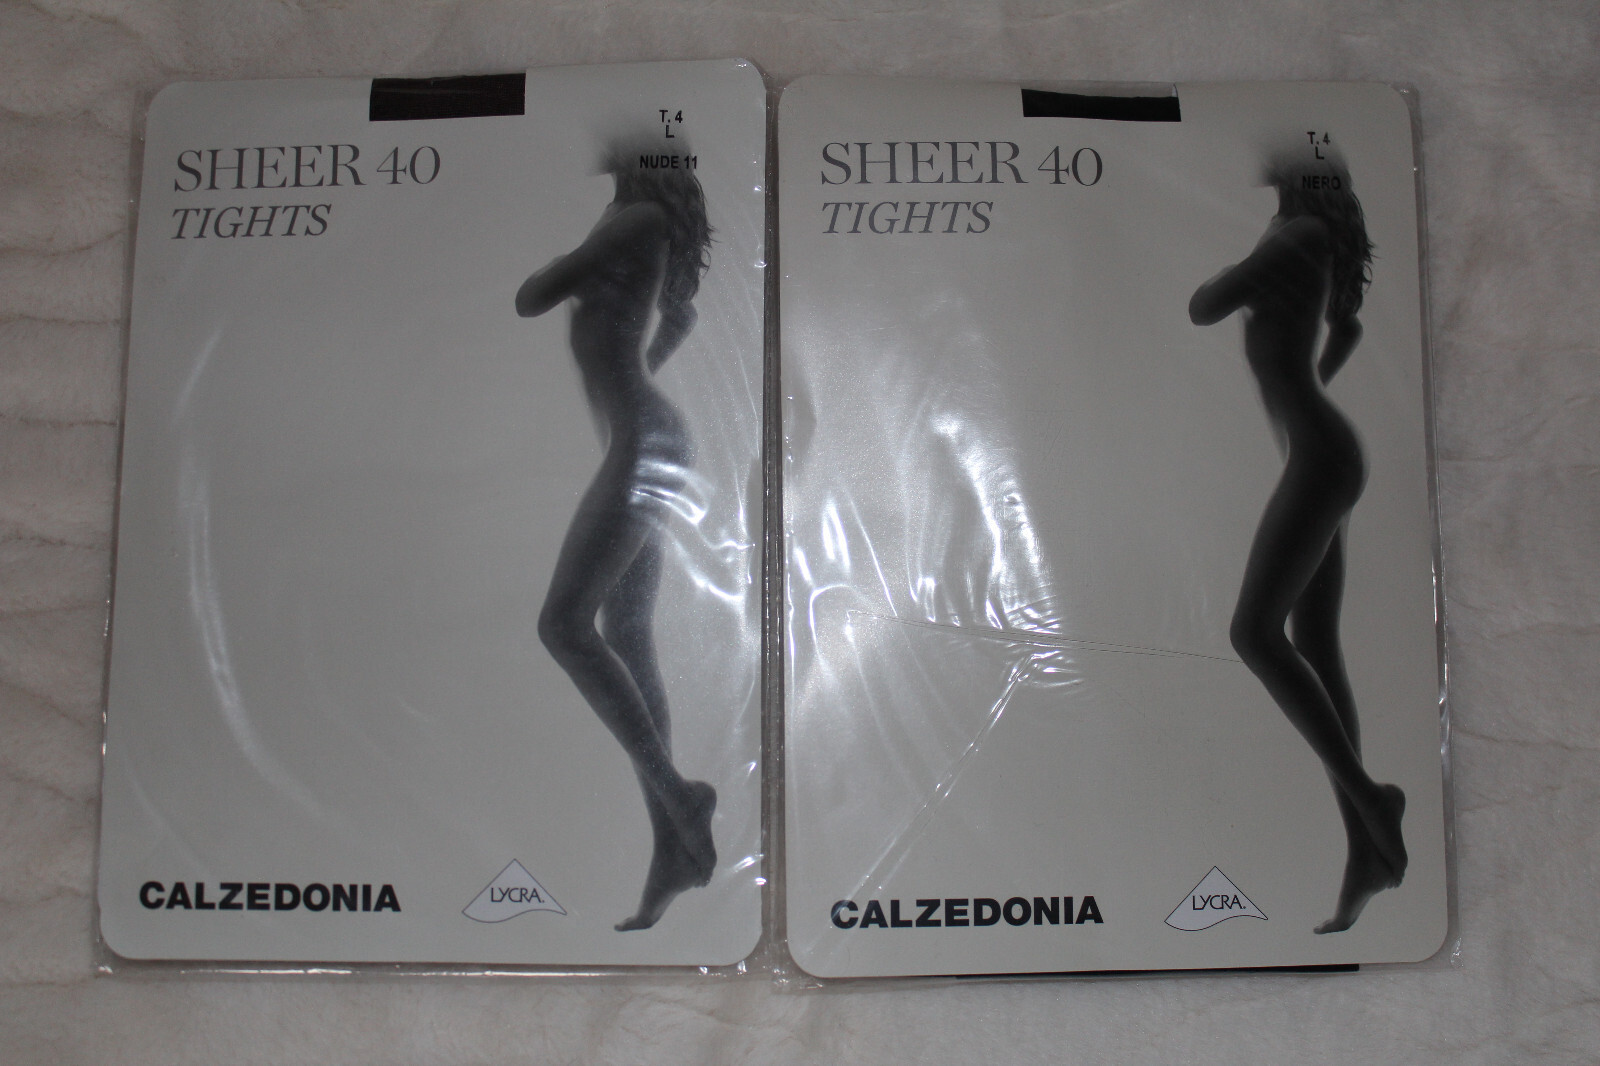 SHEER 40
TIGHTS
T. 4
L
NUDE 11
CALZEDONIA
LYCRA.
SHEER 40
TIGHTS
T. 4
L
NERO
CALZEDONIA
LYCRA.